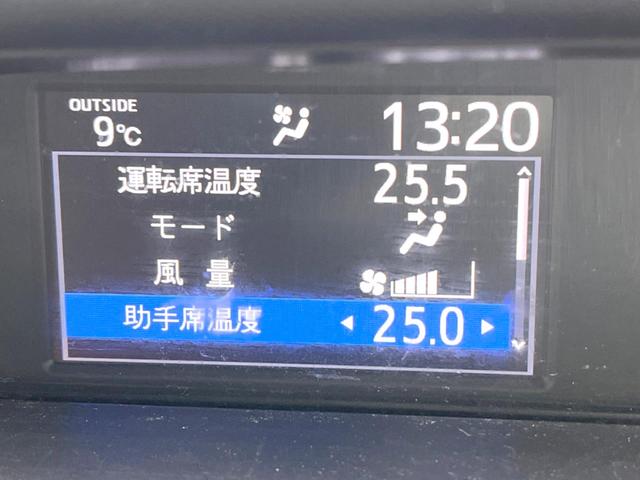 OUTSIDE
9℃ 13:20
運転席温度 25.5
モード
風量
助手席温度 25.0